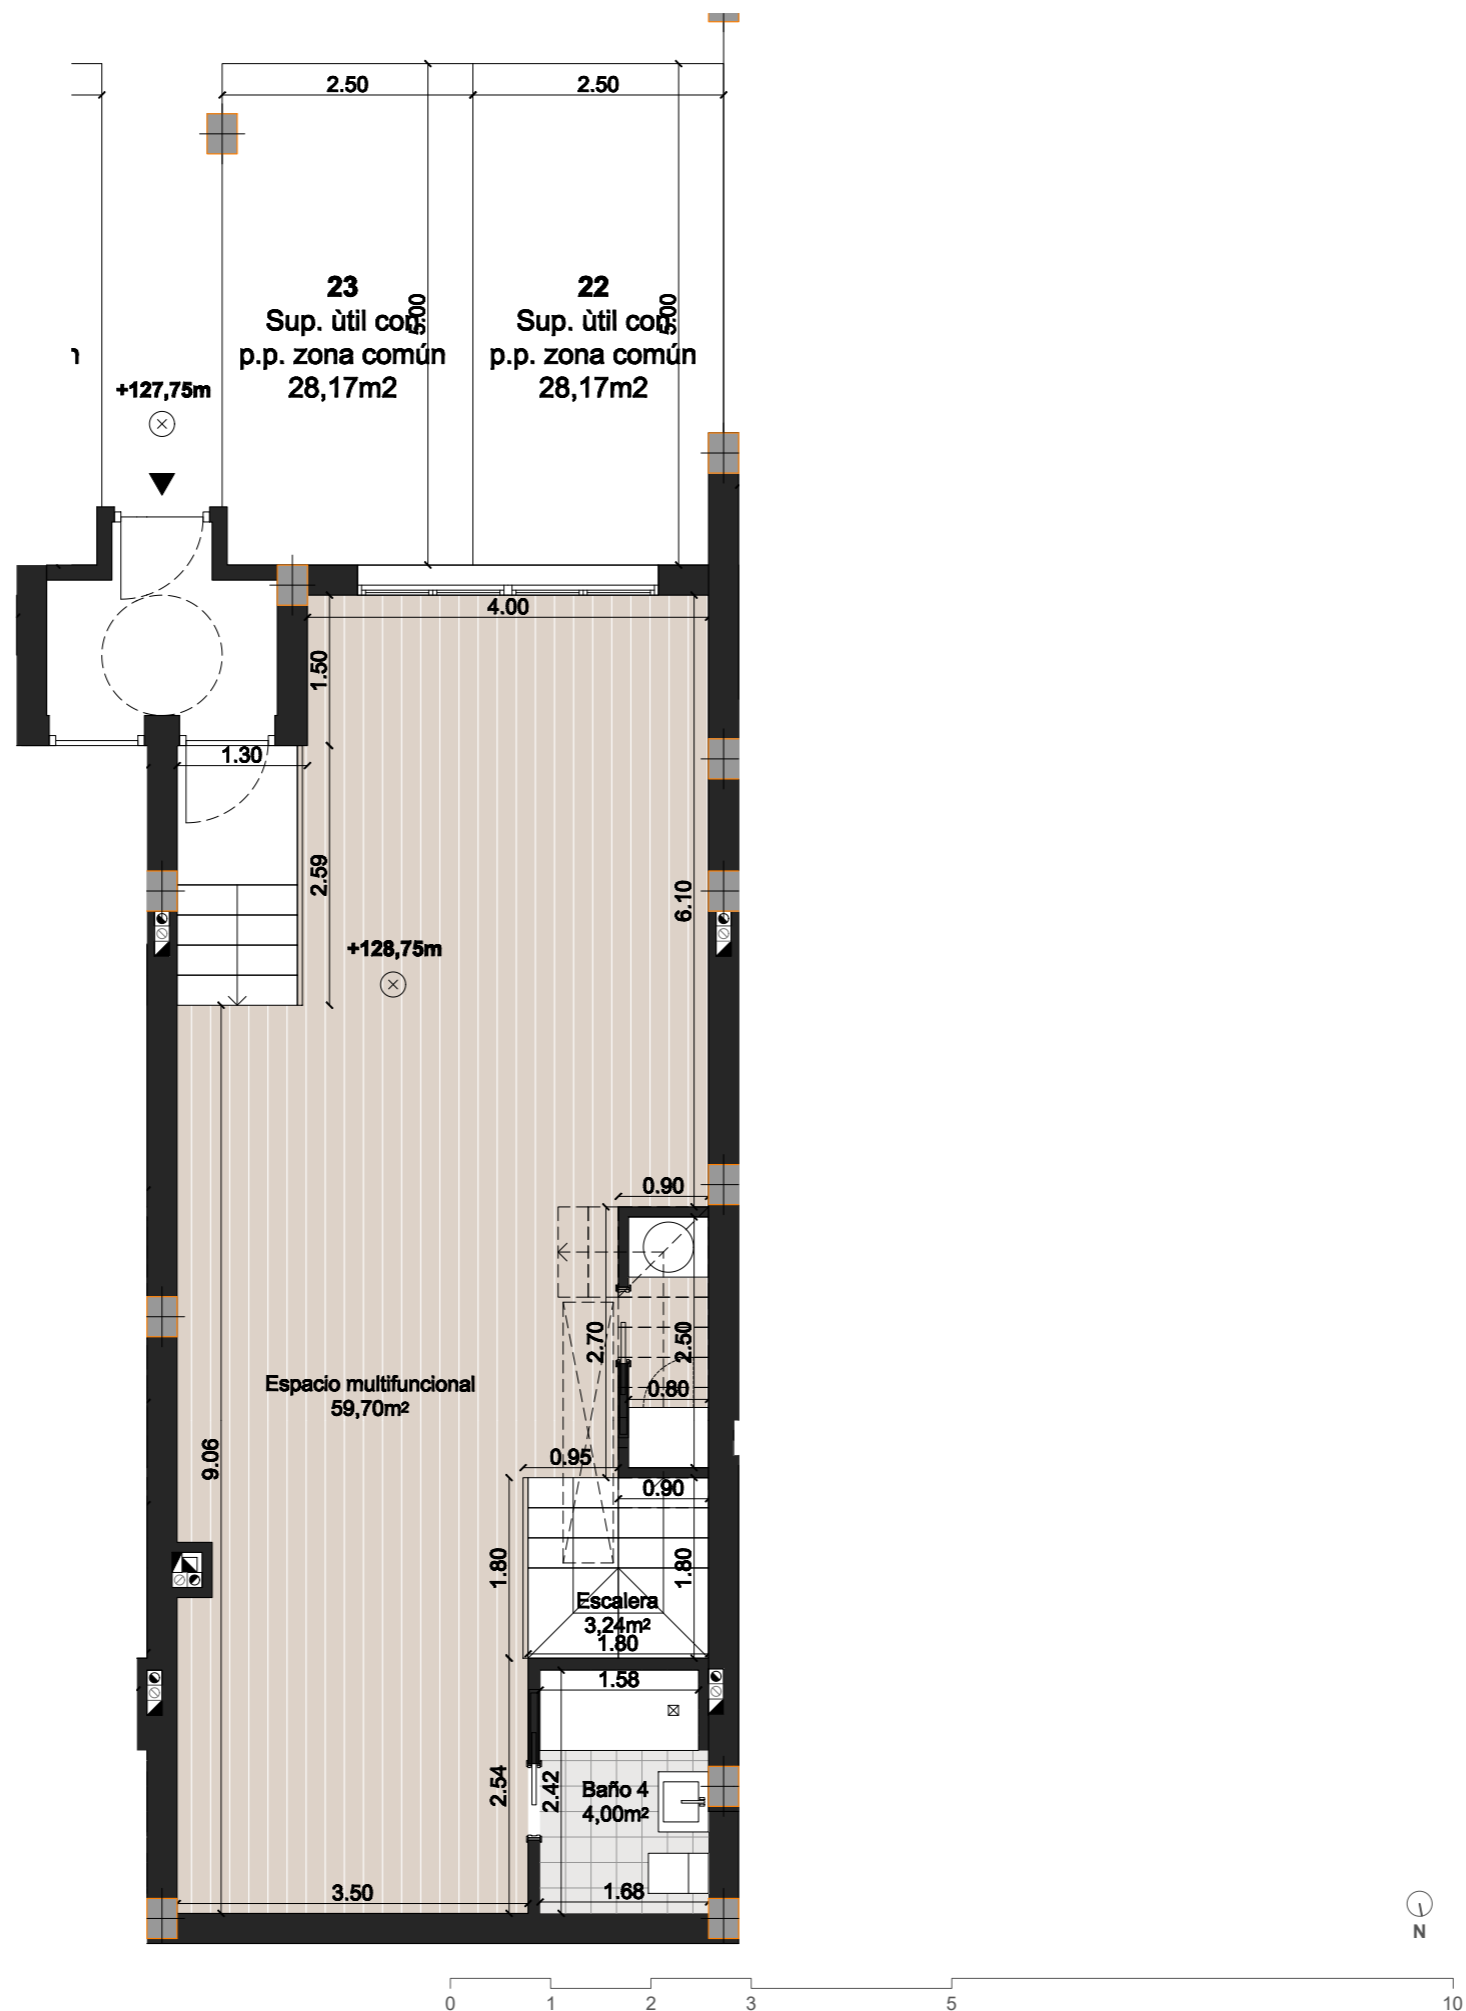 2.50
2.50
23
Sup. ùtil con
p.p. zona común
28,17m2
5.00
22
Sup. ùtil con
p.p. zona común
28,17m2
5.00
+127,75m
4.00
1.50
1.30
2.59
6.10
+128,75m
0.90
2.70
2.50
0.80
Espacio multifuncional
59,70m²
9.06
0.95
0.90
1.80
1.80
Escalera
3,24m²
1.80
1.58
2.54
2.42
Baño 4
4,00m²
3.50
1.68
N
0 1 2 3 5 10